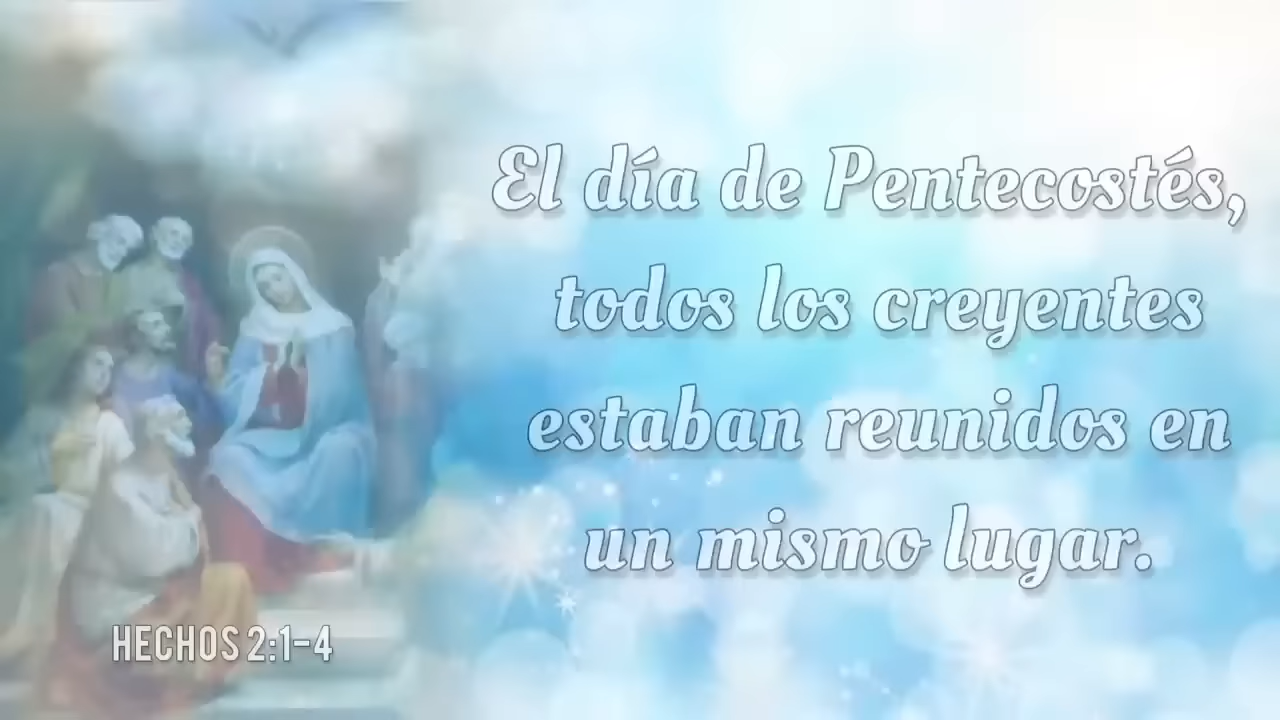 El día de Pentecostés,
todos los creyentes
estaban reunidos en
un mismo lugar.
HECHOS 2:1-4